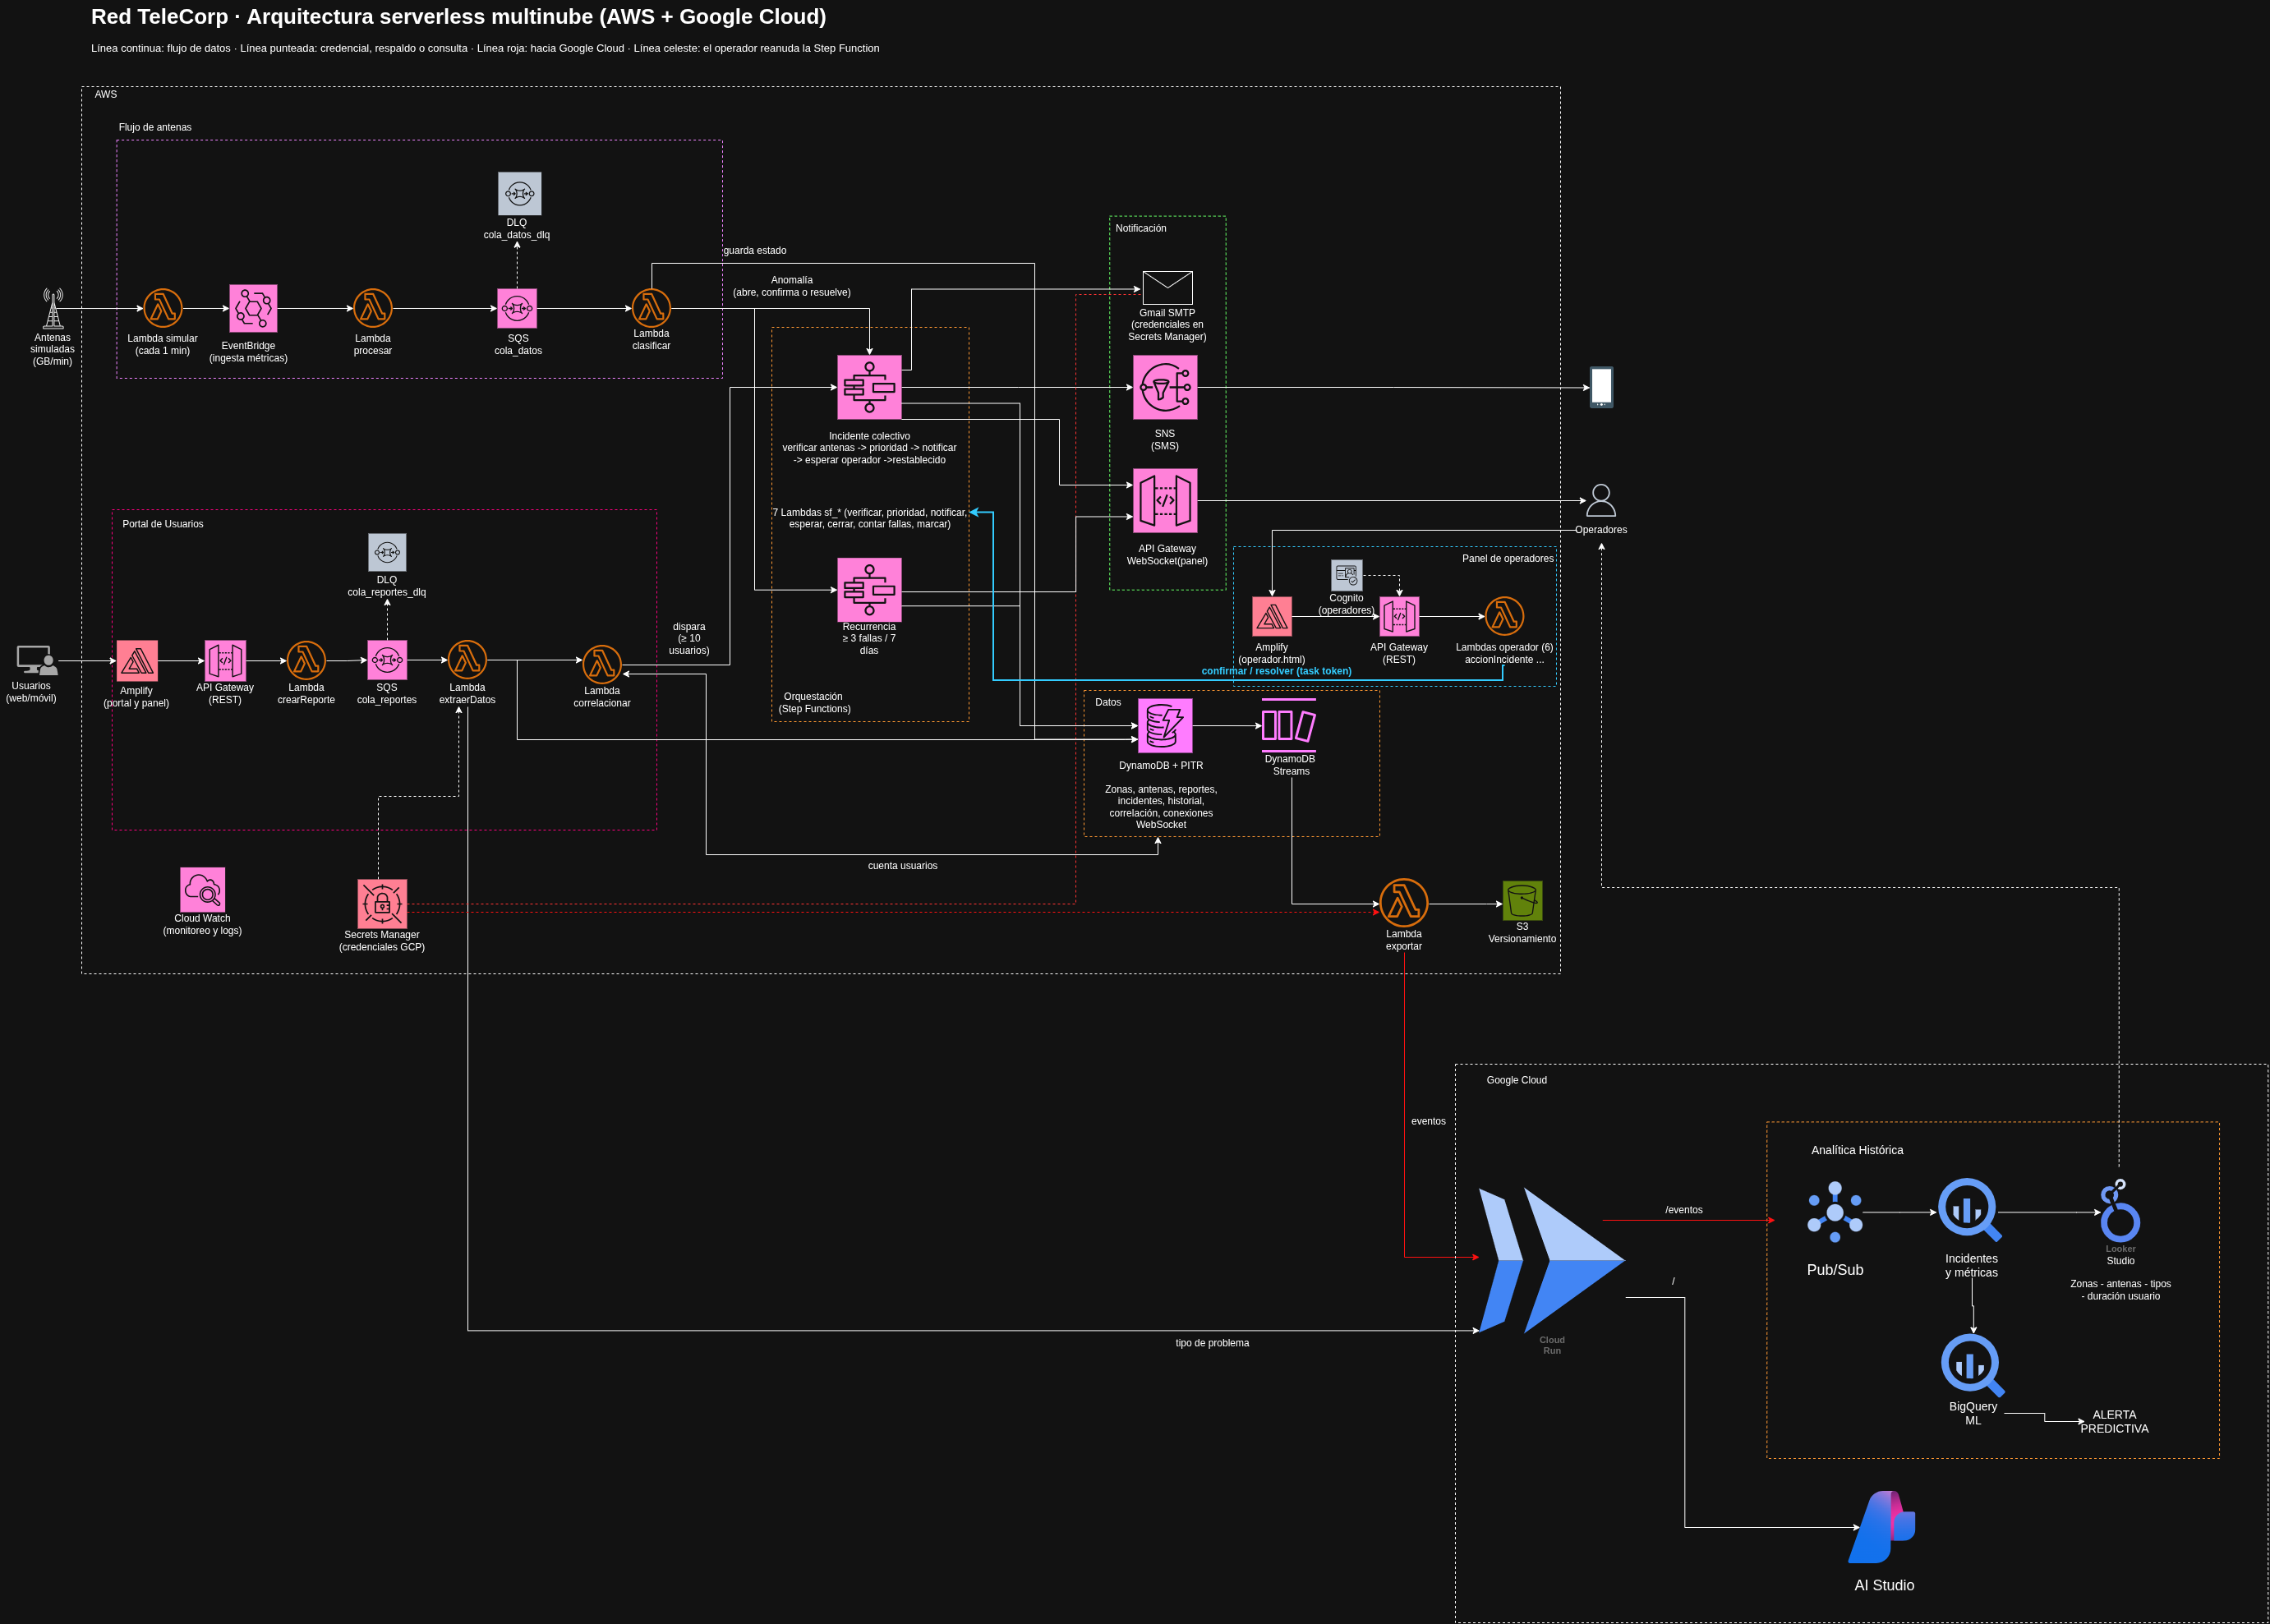 Red TeleCorp · Arquitectura serverless multinube (AWS + Google Cloud)
Línea continua: flujo de datos · Línea punteada: credencial, respaldo o consulta · Línea roja: hacia Google Cloud · Línea celeste: el operador reanuda la Step Function
AWS
Flujo de antenas
DLQ
cola_datos_dlq
Antenas
simuladas
(GB/min)
Lambda simular
(cada 1 min)
EventBridge
(ingesta métricas)
Lambda
procesar
SQS
cola_datos
Lambda
clasificar
guarda estado
Anomalía
(abre, confirma o resuelve)
Notificación
Gmail SMTP
(credenciales en
Secrets Manager)
SNS
(SMS)
API Gateway
WebSocket(panel)
Incidente colectivo
verificar antenas -> prioridad -> notificar
-> esperar operador ->restablecido
7 Lambdas sf_* (verificar, prioridad, notificar,
esperar, cerrar, contar fallas, marcar)
Recurrencia
≥ 3 fallas / 7
días
Orquestación
(Step Functions)
Operadores
Panel de operadores
Cognito
(operadores)
Amplify
(operador.html)
API Gateway
(REST)
Lambdas operador (6)
accionIncidente ...
confirmar / resolver (task token)
Portal de Usuarios
DLQ
cola_reportes_dlq
Usuarios
(web/móvil)
Amplify
(portal y panel)
API Gateway
(REST)
Lambda
crearReporte
SQS
cola_reportes
Lambda
extraerDatos
Lambda
correlacionar
dispara
(≥ 10
usuarios)
Datos
DynamoDB + PITR
Zonas, antenas, reportes,
incidentes, historial,
correlación, conexiones
WebSocket
DynamoDB
Streams
cuenta usuarios
Cloud Watch
(monitoreo y logs)
Secrets Manager
(credenciales GCP)
Lambda
exportar
S3
Versionamiento
Google Cloud
eventos
Analítica Histórica
/eventos
Pub/Sub
Incidentes
y métricas
Looker
Studio
Zonas - antenas - tipos
- duración usuario
/
tipo de problema
Cloud
Run
BigQuery
ML
ALERTA
PREDICTIVA
AI Studio